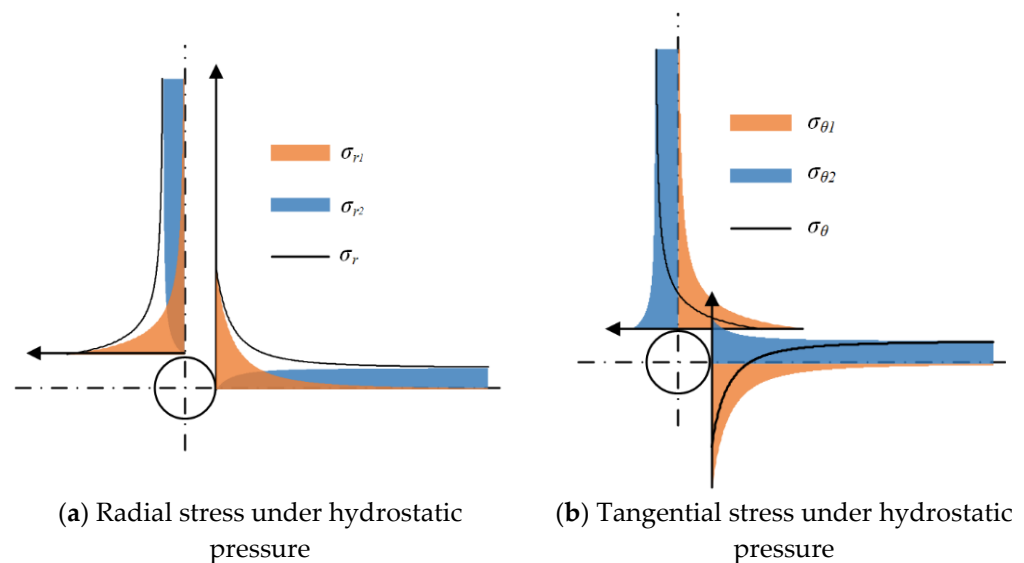 σr1
σr2
σr
σθ1
σθ2
σθ
(a) Radial stress under hydrostatic
pressure
(b) Tangential stress under hydrostatic
pressure